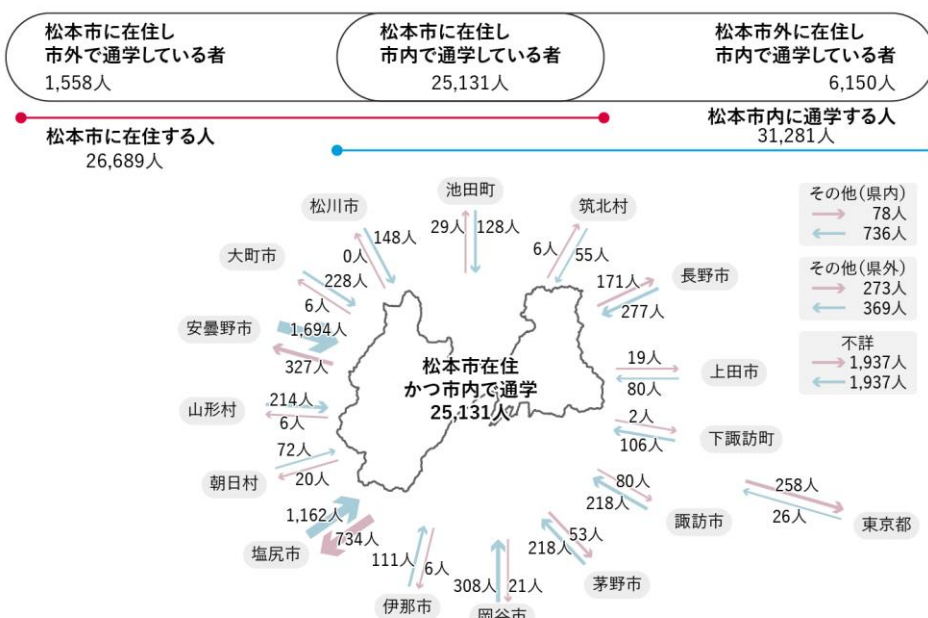 松本市に在住し
市外で通学している者
1,558人
松本市に在住し
市内で通学している者
25,131人
松本市外に在住し
市内で通学している者
6,150人
松本市に在住する人
26,689人
松本市内に通学する人
31,281人
池田町
29人
128人
松川市
148人
0人
筑北村
6人
55人
大町市
228人
6人
長野市
171人
277人
安曇野市
1,694人
327人
松本市在住
かつ市内で通学
25,131人
上田市
19人
80人
山形村
214人
6人
下諏訪町
2人
106人
朝日村
72人
20人
諏訪市
80人
218人
東京都
258人
26人
塩尻市
1,162人
734人
茅野市
53人
218人
伊那市
111人
6人
岡谷市
308人
21人
その他(県内)
78人
736人
その他(県外)
273人
369人
不詳
1,937人
1,937人